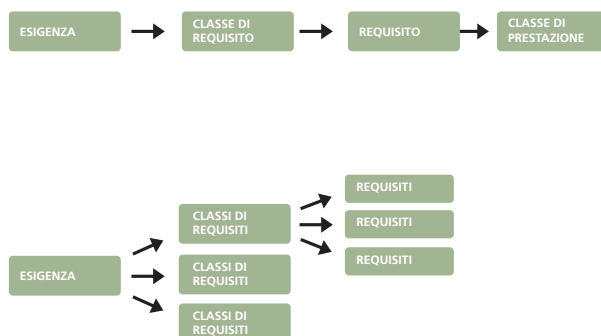 ESIGENZA
CLASSE DI
REQUISITO
REQUISITO
CLASSE DI
PRESTAZIONE
ESIGENZA
CLASSI DI
REQUISITI
CLASSI DI
REQUISITI
CLASSI DI
REQUISITI
REQUISITI
REQUISITI
REQUISITI